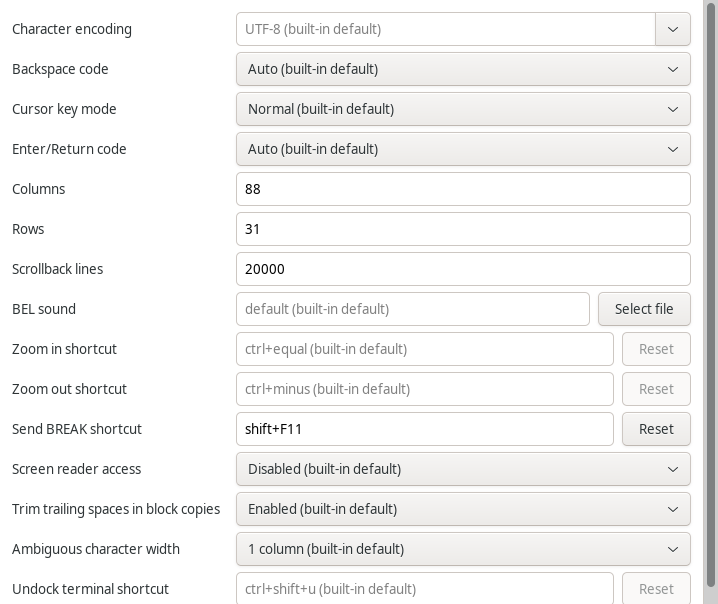 Character encoding UTF-8 (built-in default)
Backspace code Auto (built-in default)
Cursor key mode Normal (built-in default)
Enter/Return code Auto (built-in default)
Columns 88
Rows 31
Scrollback lines 20000
BEL sound default (built-in default) Select file
Zoom in shortcut ctrl+equal (built-in default) Reset
Zoom out shortcut ctrl+minus (built-in default) Reset
Send BREAK shortcut shift+F11 Reset
Screen reader access Disabled (built-in default)
Trim trailing spaces in block copies Enabled (built-in default)
Ambiguous character width 1 column (built-in default)
Undock terminal shortcut ctrl+shift+u (built-in default) Reset